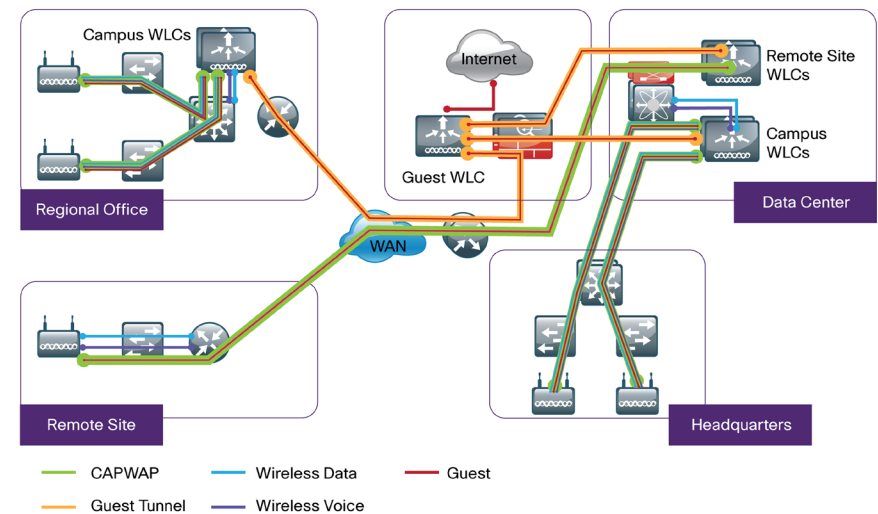 Campus WLCs
Regional Office
Internet
Guest WLC
Remote Site
WLCs
Campus
WLCs
Data Center
WAN
Remote Site
Headquarters
CAPWAP
Wireless Data
Guest
Guest Tunnel
Wireless Voice